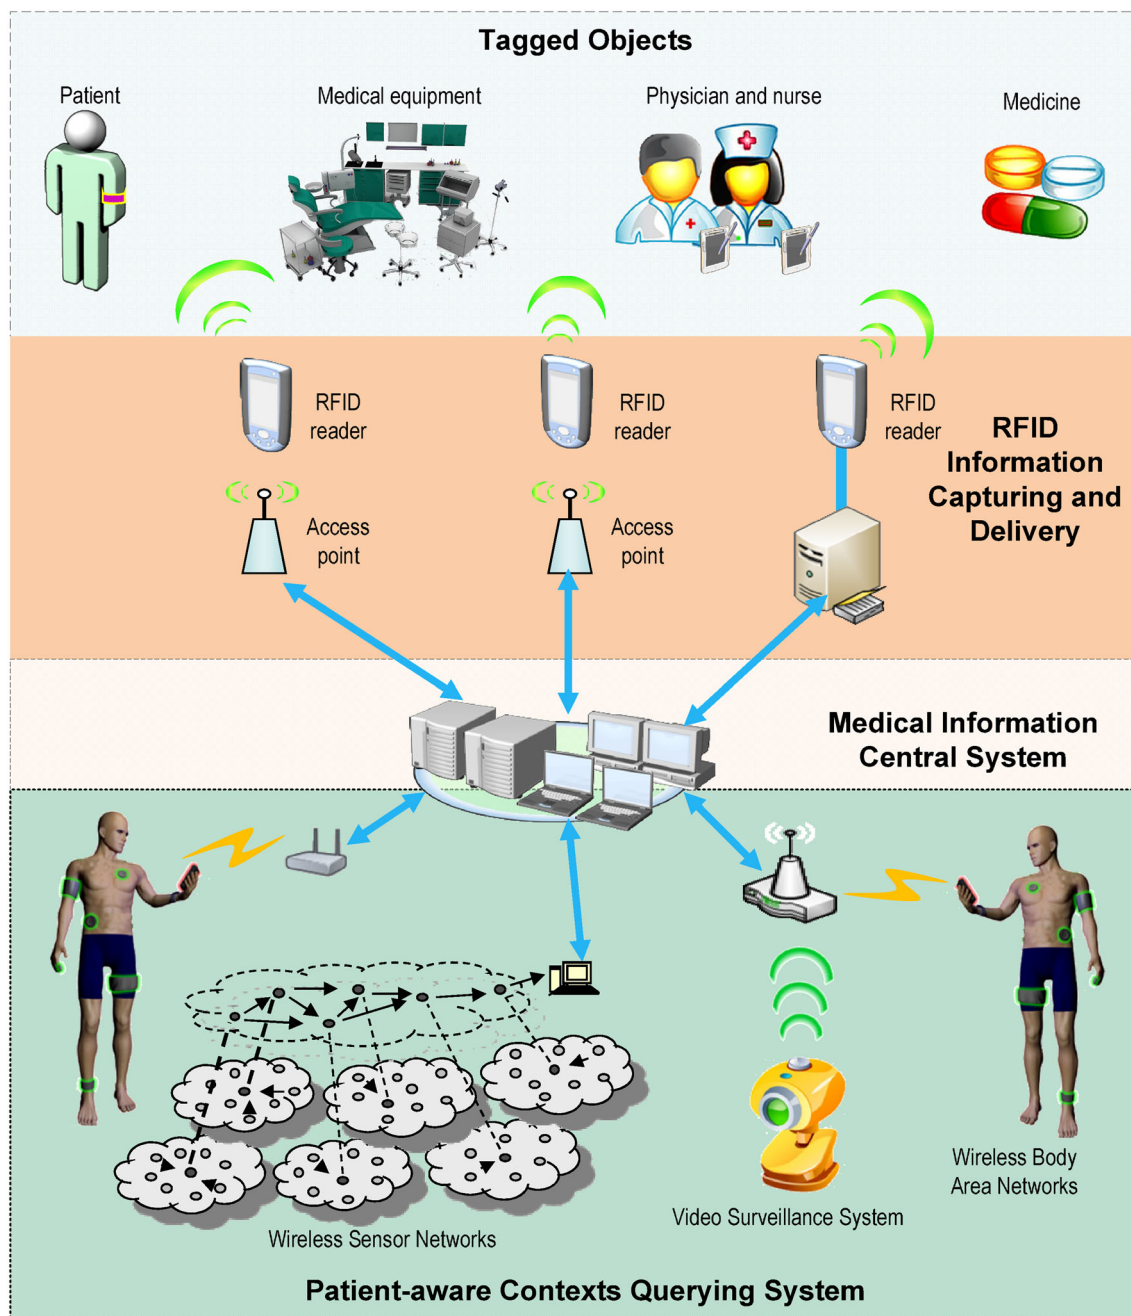 Tagged Objects
Patient
Medical equipment
Physician and nurse
Medicine
RFID
reader
RFID
reader
RFID
reader
RFID
Information
Capturing and
Delivery
Access
point
Access
point
Medical Information
Central System
Wireless Body
Area Networks
Video Surveillance System
Wireless Sensor Networks
Patient-aware Contexts Querying System